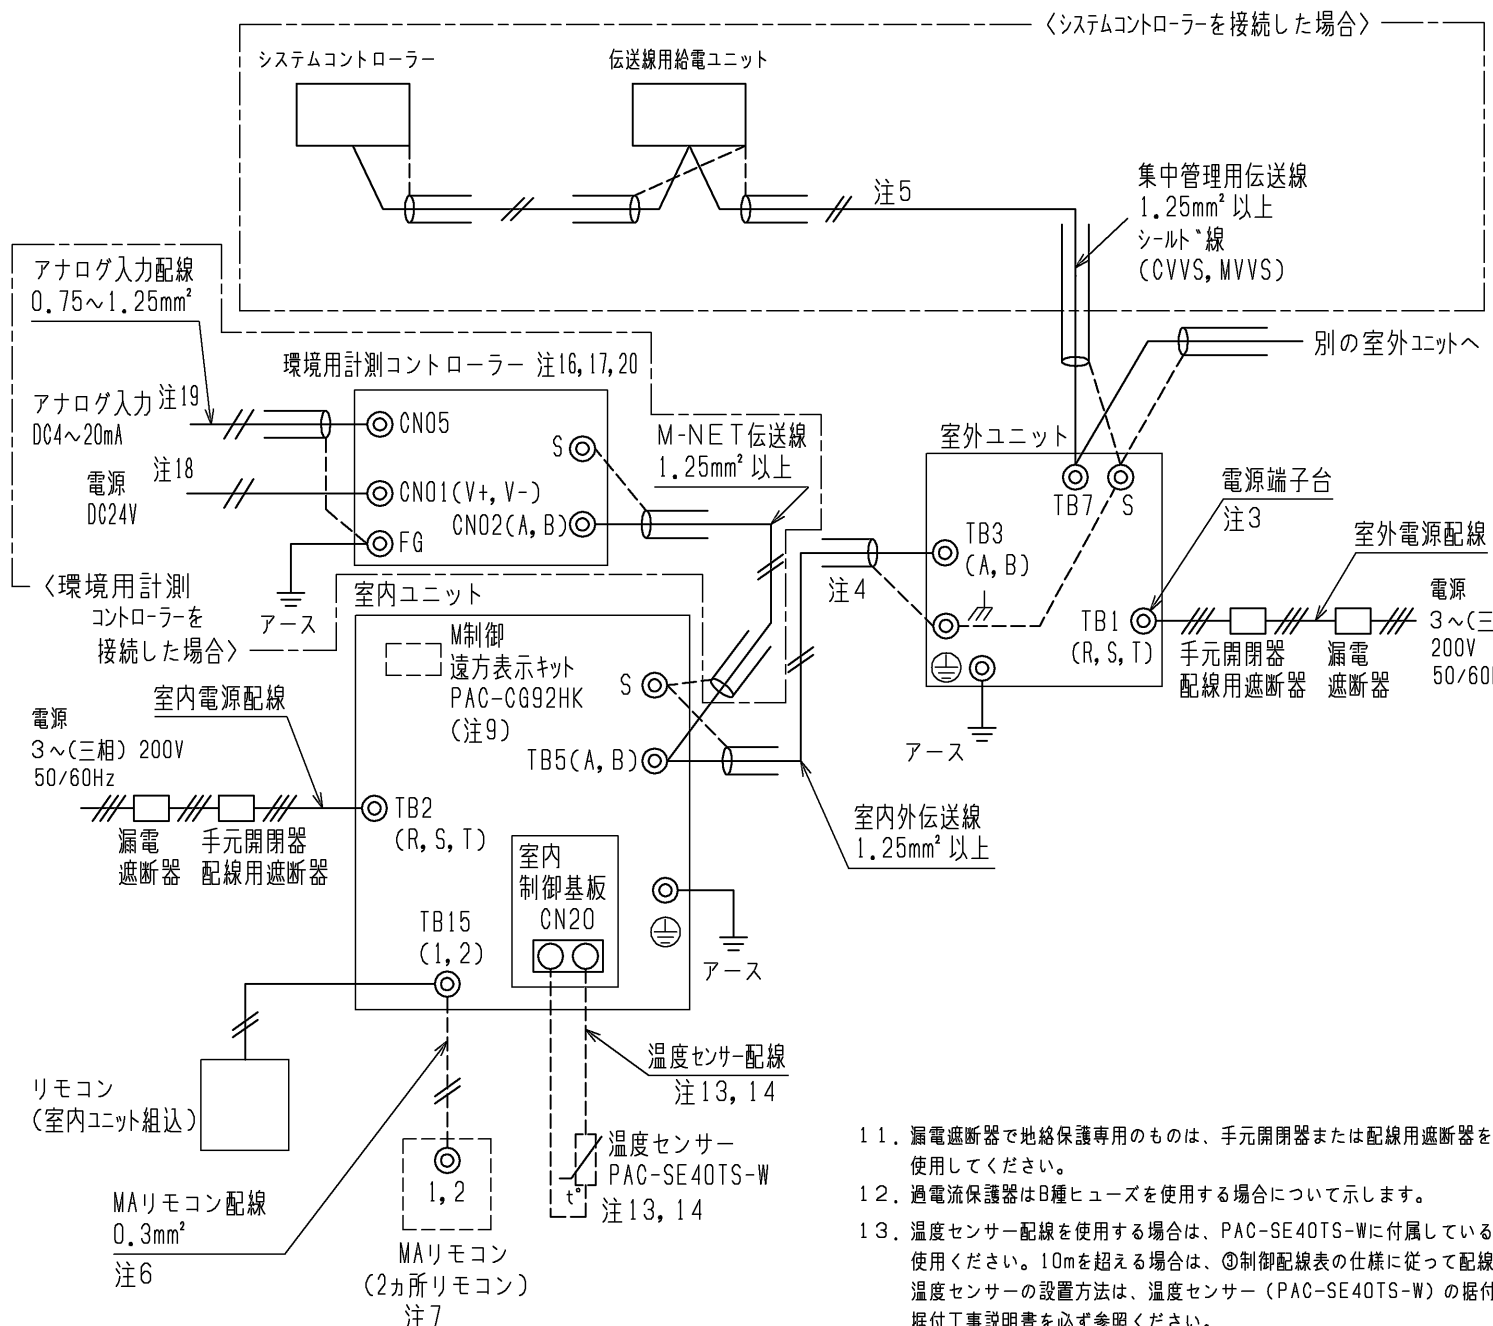 〈システムコントローラーを接続した場合〉
システムコントローラー
伝送線用給電ユニット
注5
集中管理用伝送線
1.25mm² 以上
シールド線
(CVVS,MVVS)
アナログ入力配線
0.75～1.25mm²
別の室外ユニットへ
環境用計測コントローラー 注16,17,20
アナログ入力 注19
DC4～20mA
CN05
S
M-NET伝送線
1.25mm² 以上
室外ユニット
電源
DC24V
注18
CN01(V+,V-)
CN02(A,B)
FG
TB7
S
電源端子台
注3
TB3
(A,B)
室外電源配線
〈環境用計測
コントローラーを
接続した場合〉
アース
室内ユニット
注4
TB1
(R,S,T)
電源
3～(三
200V
50/60
手元開閉器
配線用遮断器
漏電
遮断器
M制御
遠方表示キット
PAC-CG92HK
(注9)
S
室内電源配線
電源
3～(三相) 200V
50/60Hz
TB5(A,B)
アース
TB2
(R,S,T)
漏電
遮断器
手元開閉器
配線用遮断器
室内外伝送線
1.25mm² 以上
室内
制御基板
CN20
TB15
(1,2)
アース
温度センサー配線
注13,14
リモコン
(室内ユニット組込)
温度センサー
PAC-SE40TS-W
注13,14
t°
1,2
MAリモコン配線
0.3mm²
注6
MAリモコン
(2ヵ所リモコン)
注7
11. 漏電遮断器で地絡保護専用のものは、手元開閉器または配線用遮断器を
使用してください。
12. 過電流保護器はB種ヒューズを使用する場合について示します。
13. 温度センサー配線を使用する場合は、PAC-SE40TS-Wに付属している
使用ください。10mを超える場合は、③制御配線表の仕様に従って配線
温度センサーの設置方法は、温度センサー(PAC-SE40TS-W)の据付
据付工事説明書を必ず参照ください。